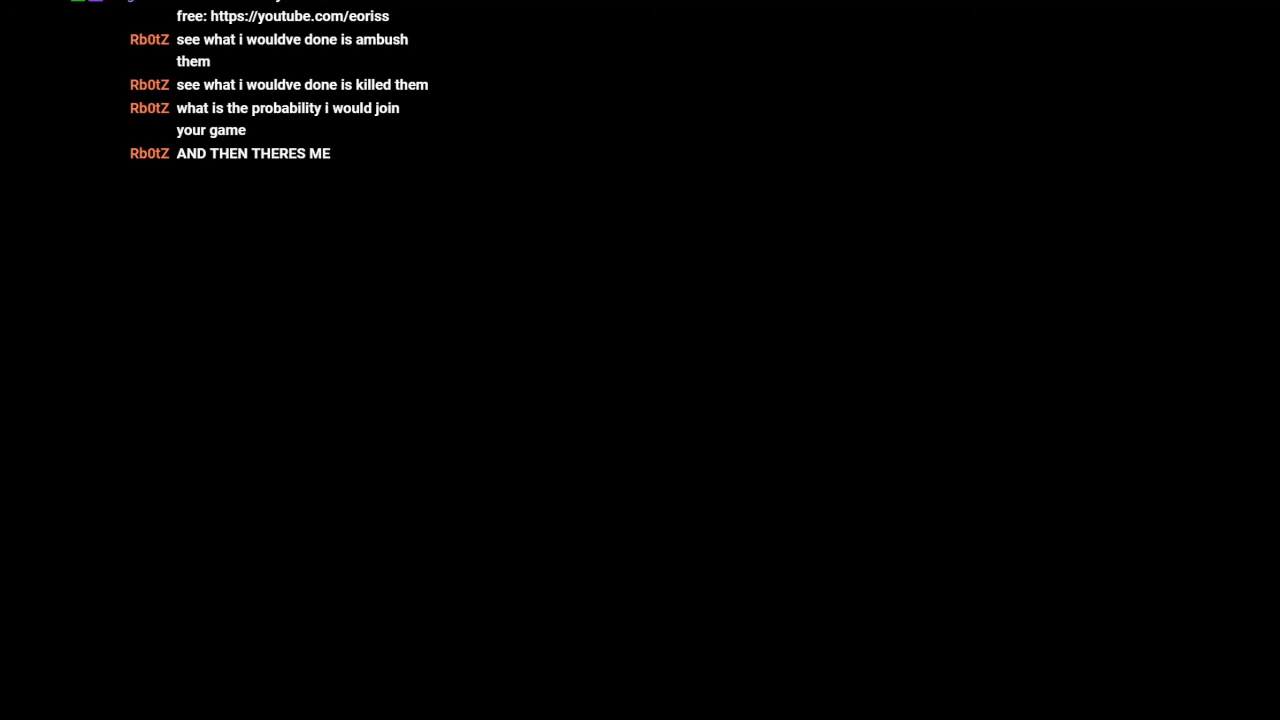 free: https://youtube.com/eoriss
Rb0tZ see what i wouldve done is ambush
them
Rb0tZ see what i wouldve done is killed them
Rb0tZ what is the probability i would join
your game
Rb0tZ AND THEN THERES ME